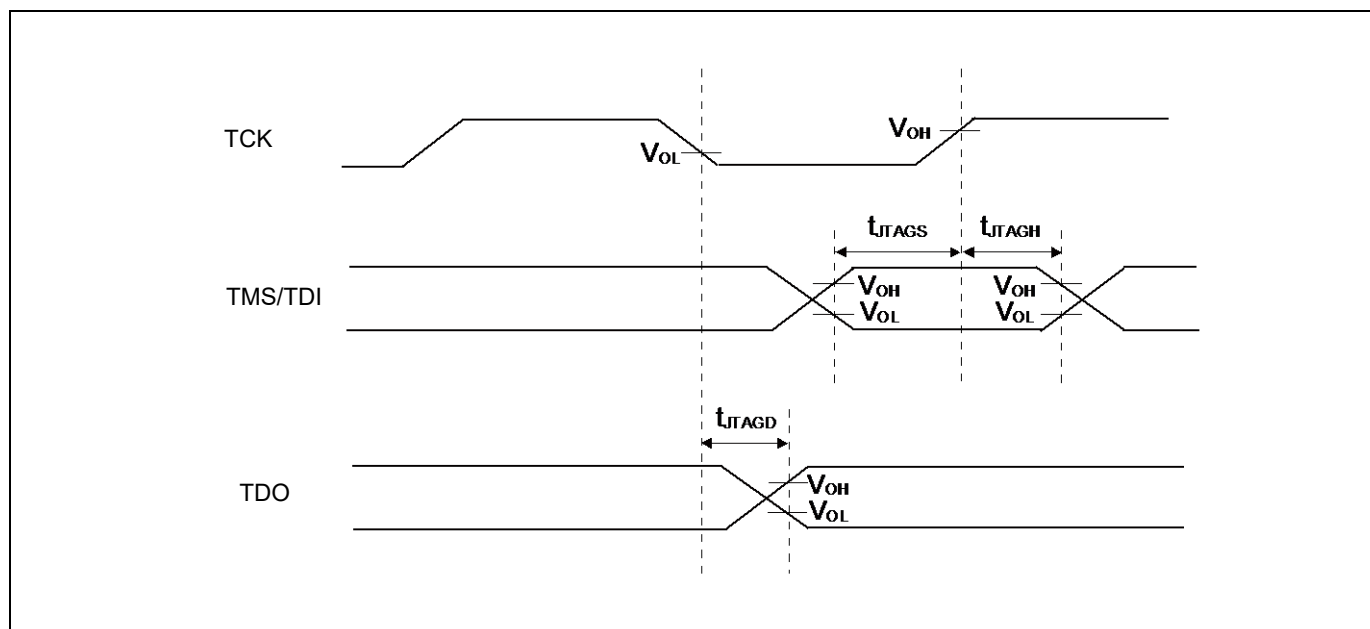 TCK
VOL
VOH
tJTAGS
tJTAGH
TMS/TDI
VOH
VOL
VOH
VOL
tJTAGD
TDO
VOH
VOL